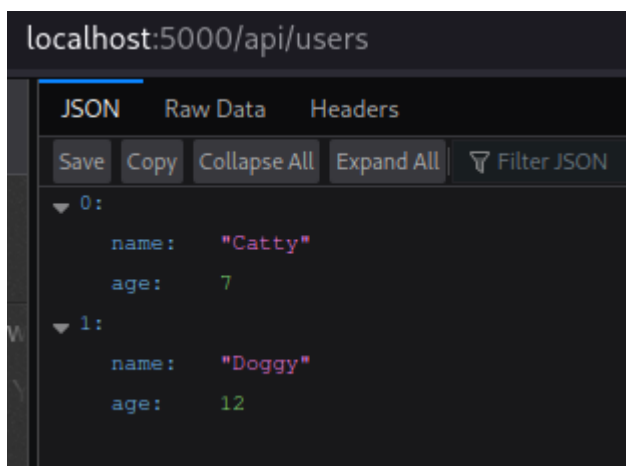 localhost:5000/api/users
JSON Raw Data Headers
Save Copy Collapse All Expand All Filter JSON
0:
name: "Catty"
age: 7
1:
name: "Doggy"
age: 12